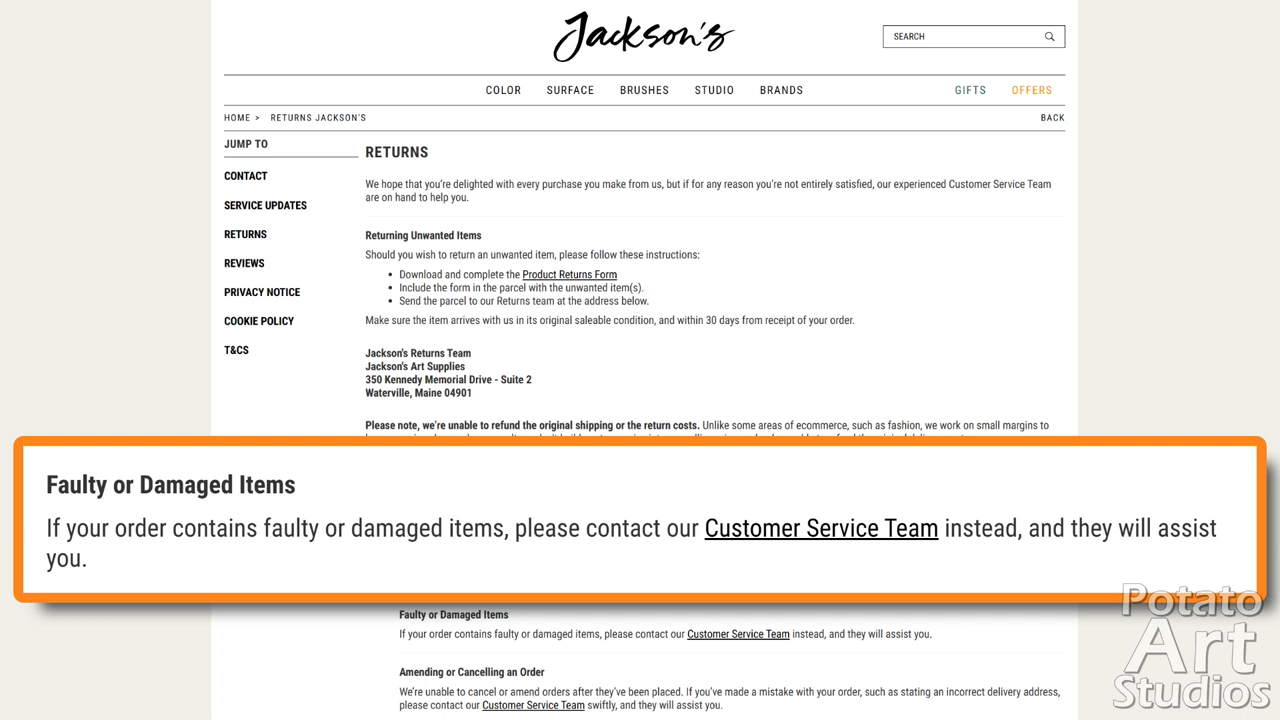 Jackson's
SEARCH
COLOR SURFACE BRUSHES STUDIO BRANDS GIFTS OFFERS
HOME > RETURNS JACKSON'S BACK
JUMP TO
CONTACT
SERVICE UPDATES
RETURNS
REVIEWS
PRIVACY NOTICE
COOKIE POLICY
T&CS
RETURNS
We hope that you're delighted with every purchase you make from us, but if for any reason you're not entirely satisfied, our experienced Customer Service Team
are on hand to help you.
Returning Unwanted Items
Should you wish to return an unwanted item, please follow these instructions:
• Download and complete the Product Returns Form
• Include the form in the parcel with the unwanted item(s).
• Send the parcel to our Returns team at the address below.
Make sure the item arrives with us in its original saleable condition, and within 30 days from receipt of your order.
Jackson's Returns Team
Jackson's Art Supplies
350 Kennedy Memorial Drive - Suite 2
Waterville, Maine 04901
Please note, we're unable to refund the original shipping or the return costs. Unlike some areas of ecommerce, such as fashion, we work on small margins to
Faulty or Damaged Items
If your order contains faulty or damaged items, please contact our Customer Service Team instead, and they will assist
you.
Faulty or Damaged Items
If your order contains faulty or damaged items, please contact our Customer Service Team instead, and they will assist you.
Amending or Cancelling an Order
We're unable to cancel or amend orders after they've been placed. If you've made a mistake with your order, such as stating an incorrect delivery address,
please contact our Customer Service Team swiftly, and they will assist you.
Potato
Art
Studios